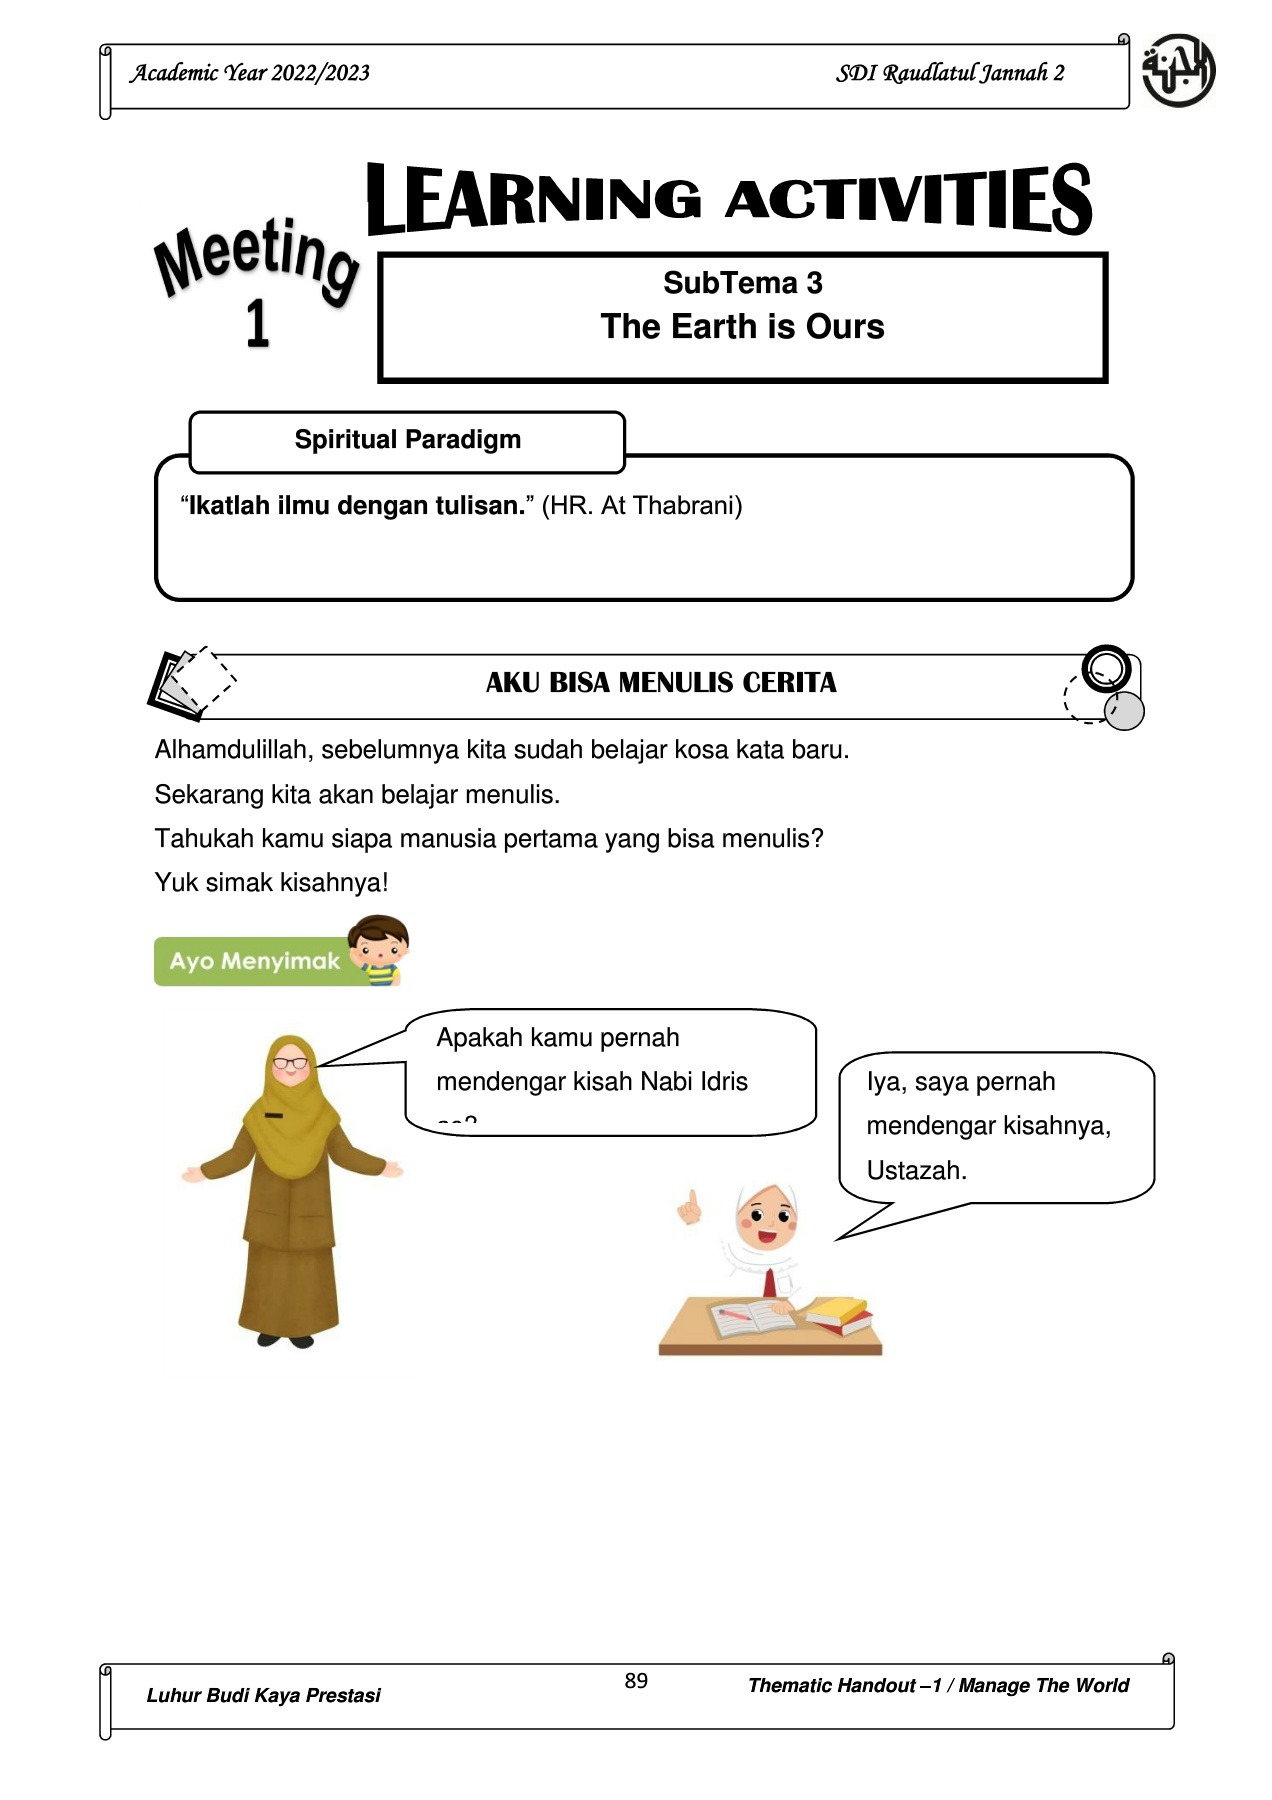 Academic Year 2022/2023
SDI Raudlatul Jannah 2
LEARNING ACTIVITIES
Meeting
1
SubTema 3
The Earth is Ours
Spiritual Paradigm
“Ikatlah ilmu dengan tulisan.” (HR. At Thabrani)
AKU BISA MENULIS CERITA
Alhamdulillah, sebelumnya kita sudah belajar kosa kata baru.
Sekarang kita akan belajar menulis.
Tahukah kamu siapa manusia pertama yang bisa menulis?
Yuk simak kisahnya!
Ayo Menyimak
Apakah kamu pernah
mendengar kisah Nabi Idris
Iya, saya pernah
mendengar kisahnya,
Ustazah.
Luhur Budi Kaya Prestasi
89
Thematic Handout –1 / Manage The World